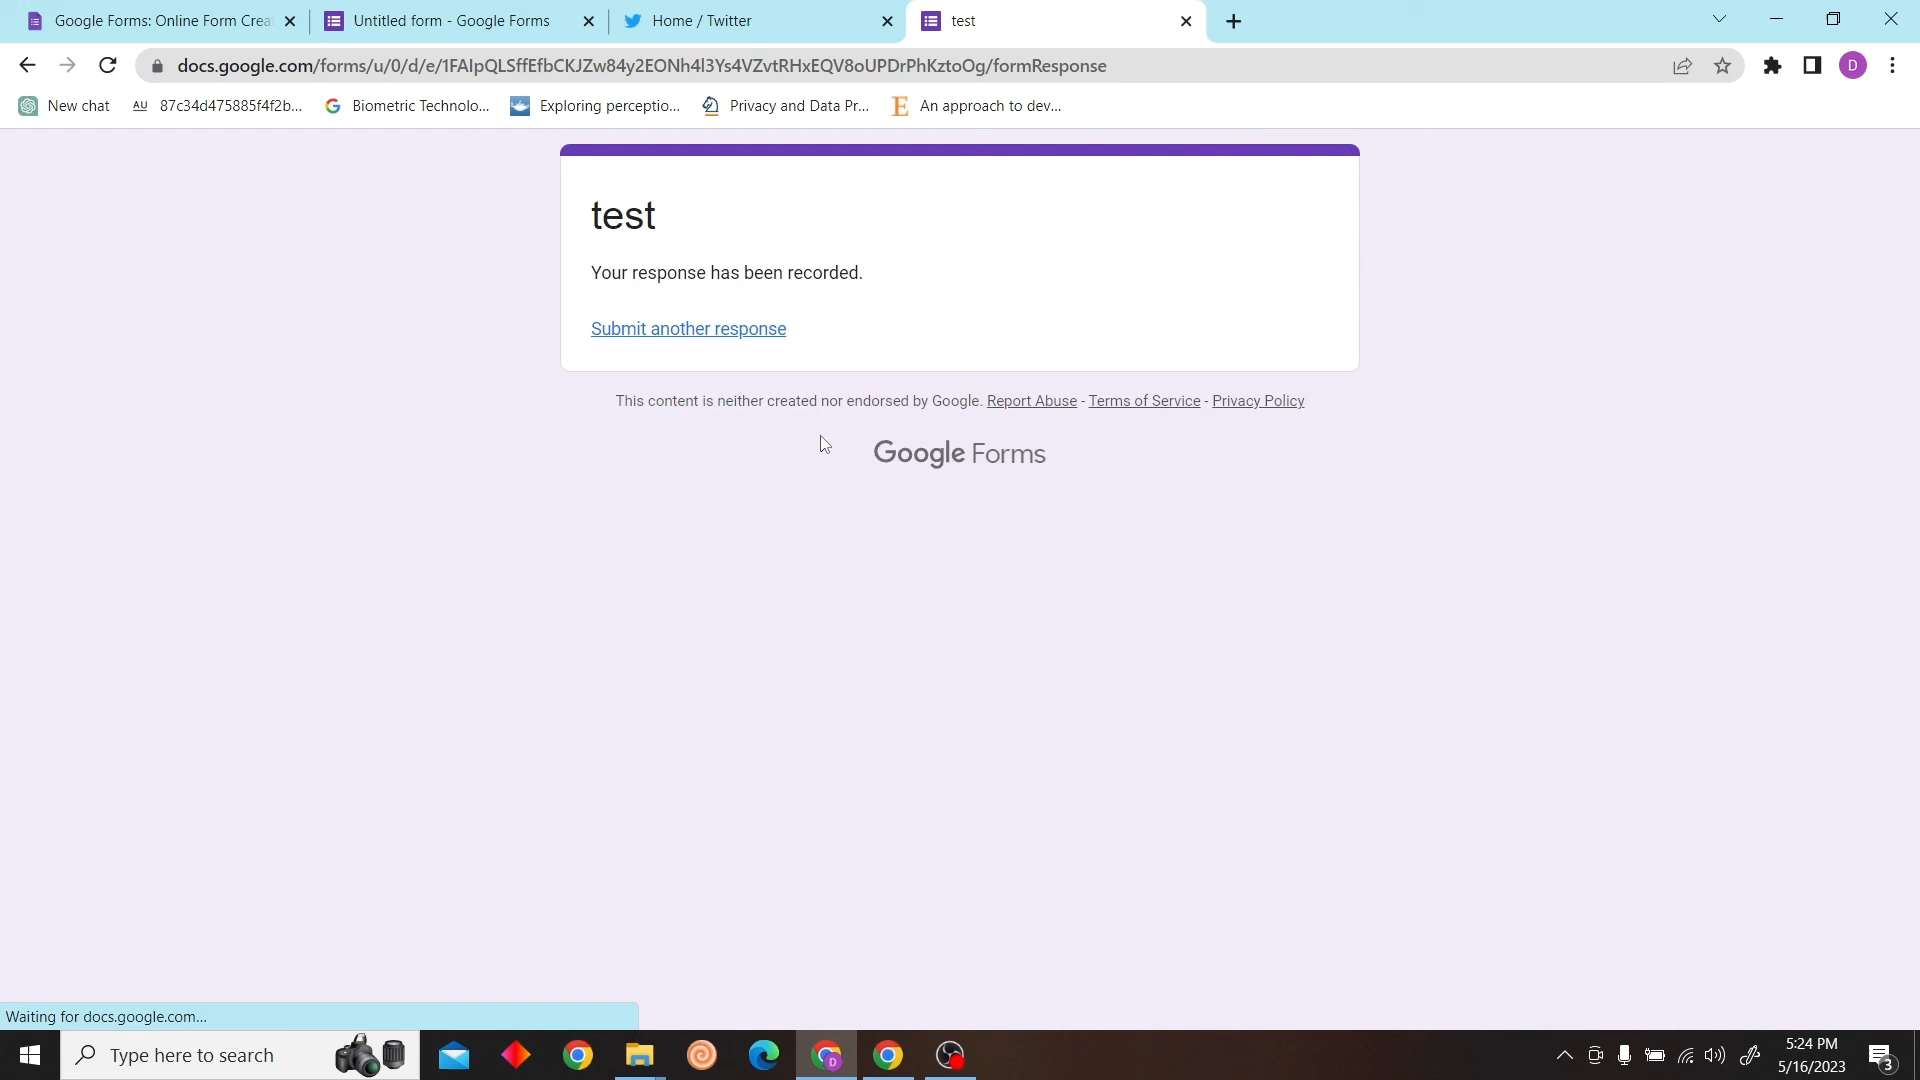 Google Forms: Online Form Crea
Untitled form - Google Forms
Home / Twitter
test
docs.google.com/forms/u/0/d/e/1FAIpQLSffEfbCKJZw84y2EONh4l3Ys4VZvtRHxEQV8oUPDrPhKztoOg/formResponse
D
New chat
AU 87c34d475885f4f2b...
Biometric Technolo...
Exploring perceptio...
Privacy and Data Pr...
E An approach to dev...
test
Your response has been recorded.
Submit another response
This content is neither created nor endorsed by Google. Report Abuse - Terms of Service - Privacy Policy
Google Forms
Waiting for docs.google.com...
Type here to search
D
5:24 PM
5/16/2023
3